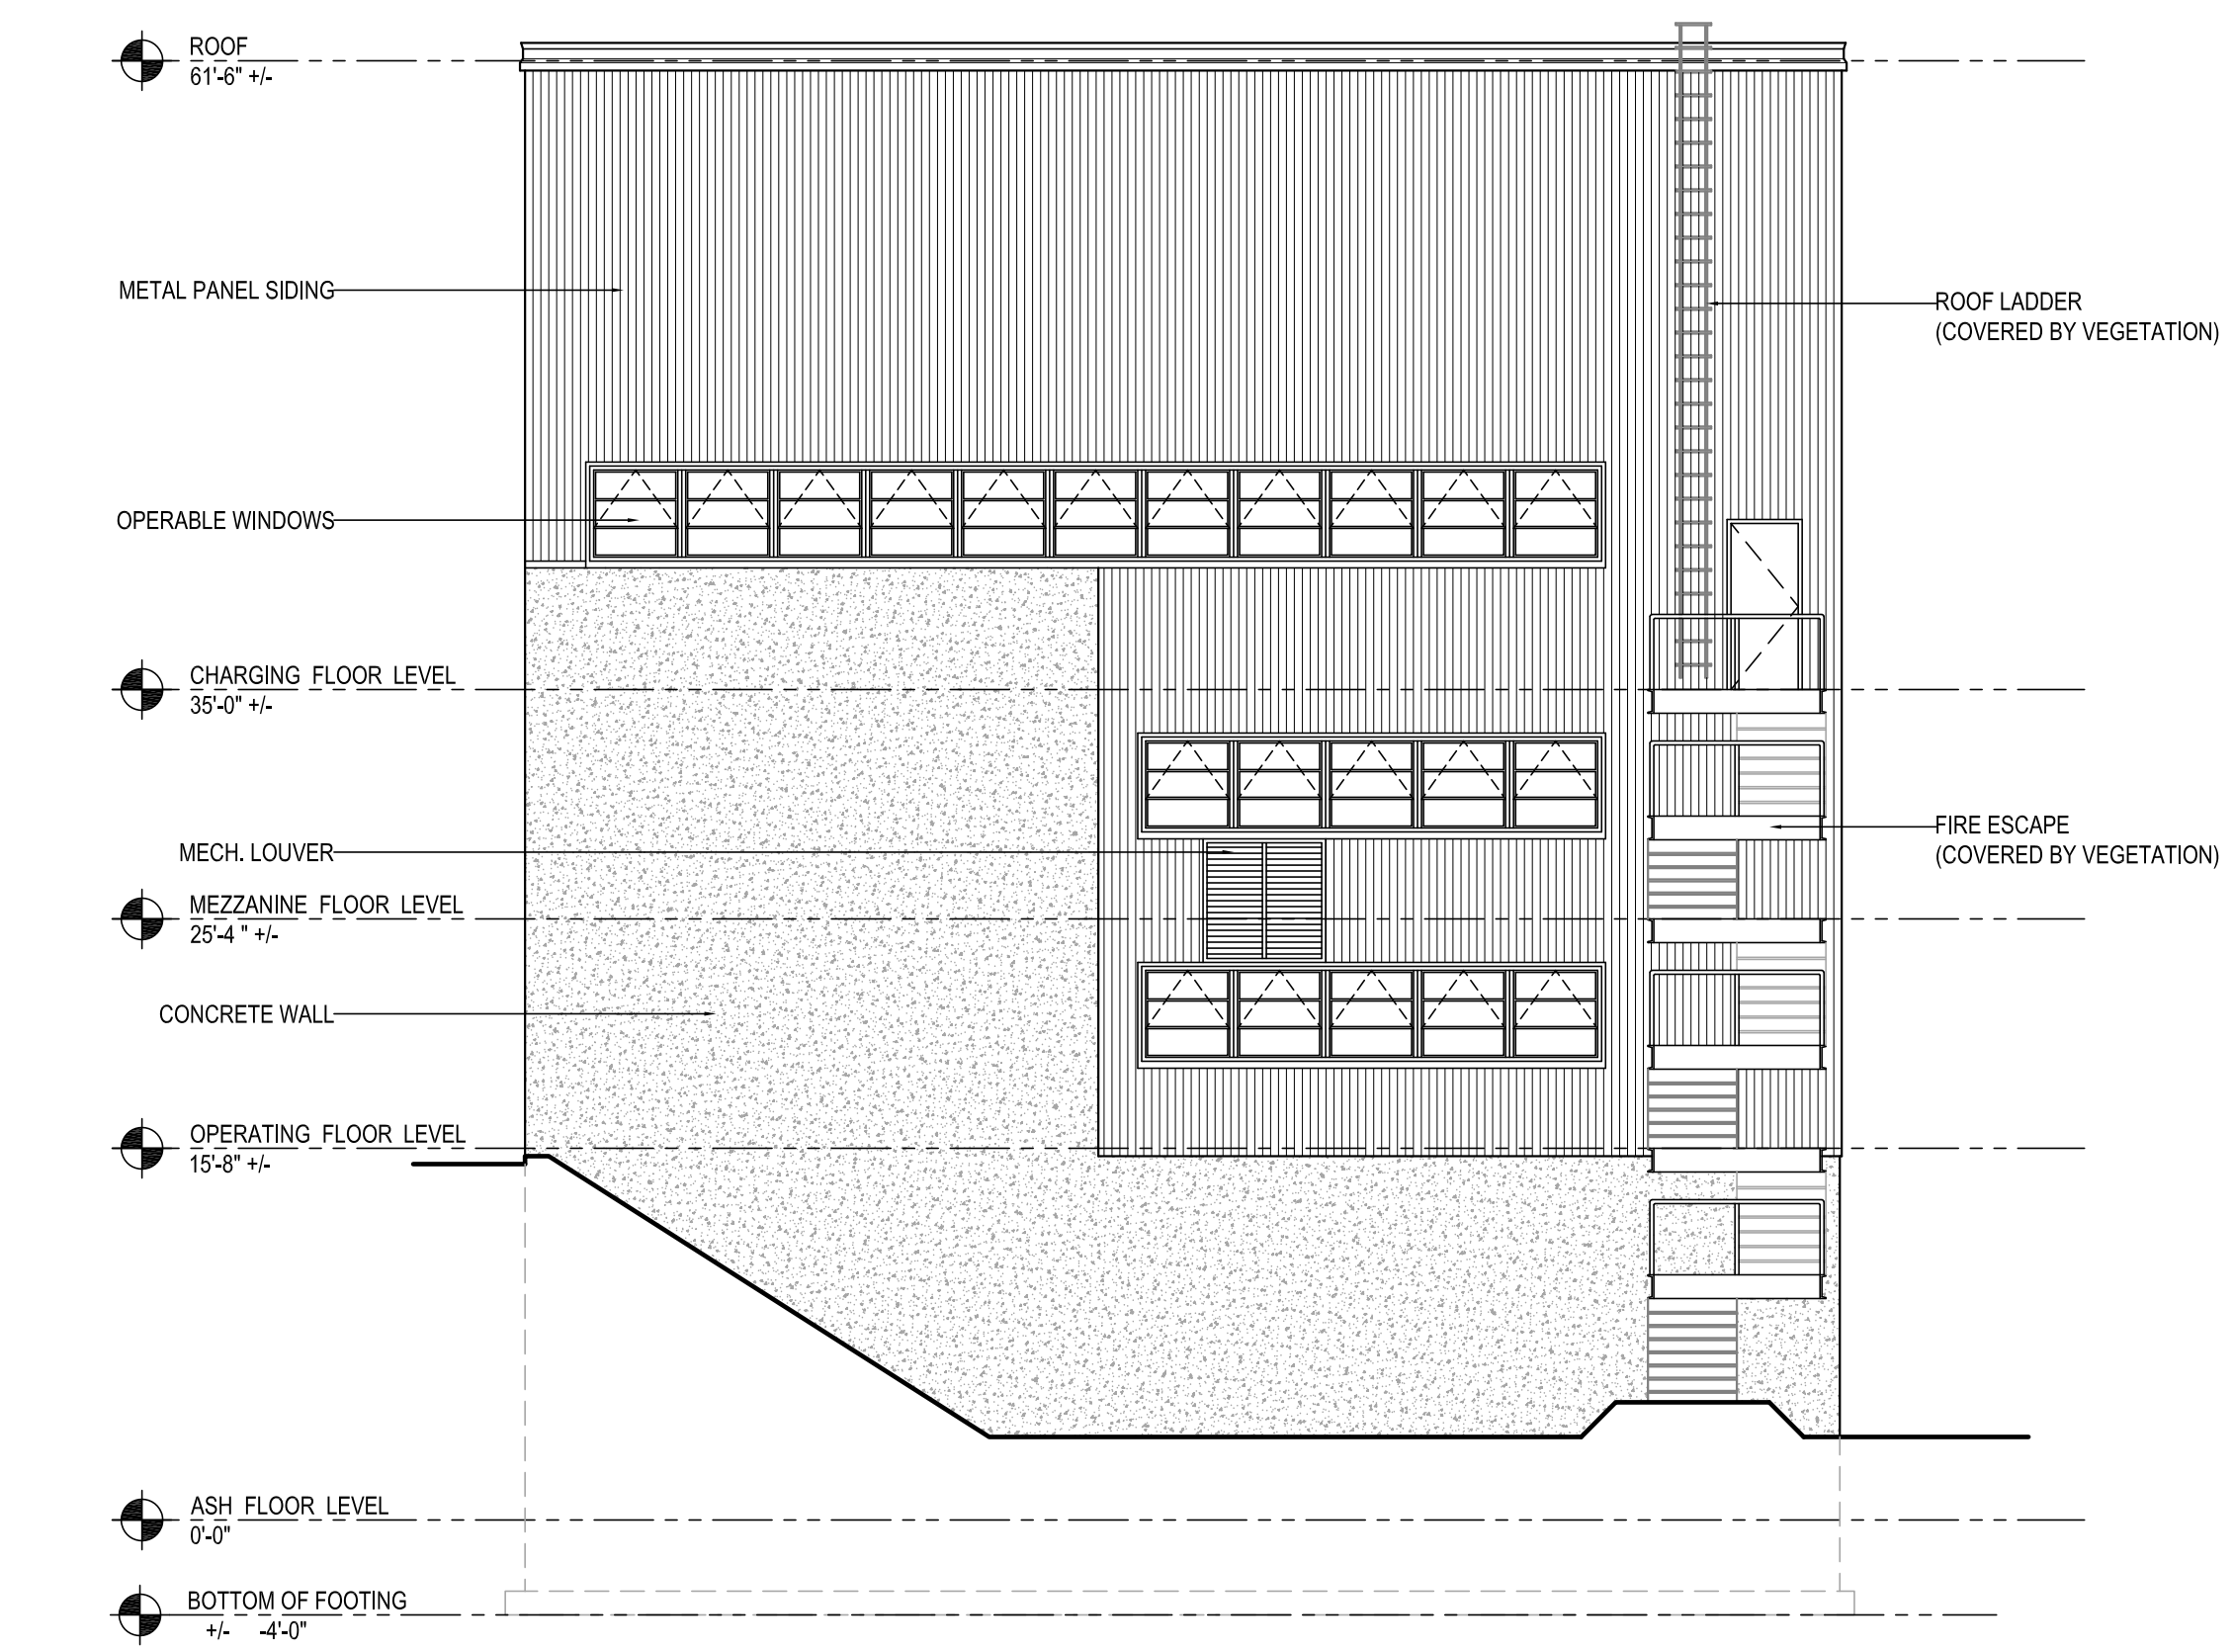 ROOF
61'-6" +/-
METAL PANEL SIDING
ROOF LADDER
(COVERED BY VEGETATION)
OPERABLE WINDOWS
CHARGING FLOOR LEVEL
35'-0" +/-
MECH. LOUVER
FIRE ESCAPE
(COVERED BY VEGETATION)
MEZZANINE FLOOR LEVEL
25'-4 " +/-
CONCRETE WALL
OPERATING FLOOR LEVEL
15'-8" +/-
ASH FLOOR LEVEL
0'-0"
BOTTOM OF FOOTING
+/- -4'-0"